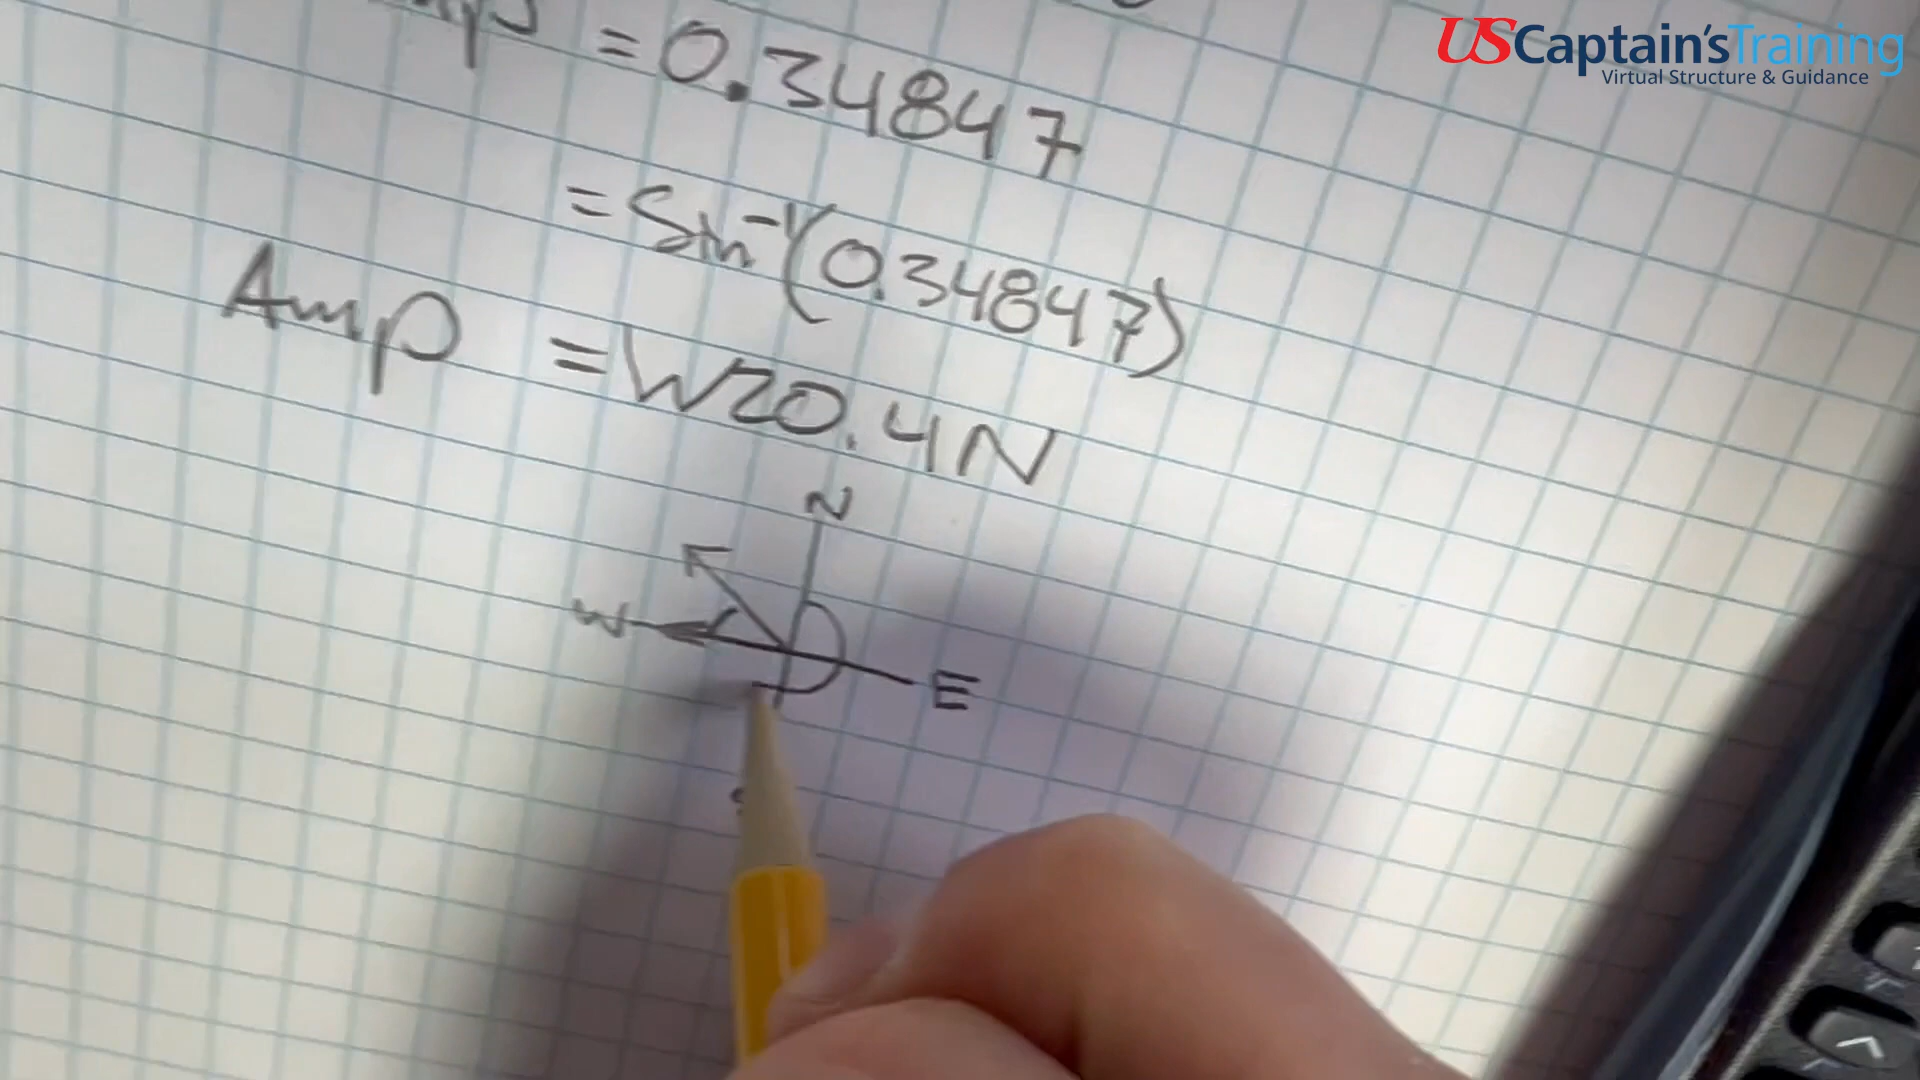 USCaptain'sTraining
Virtual Structure & Guidance
= 0.34847
= Sin⁻¹(0.34847)
Amp = W20.4N
N
W
E